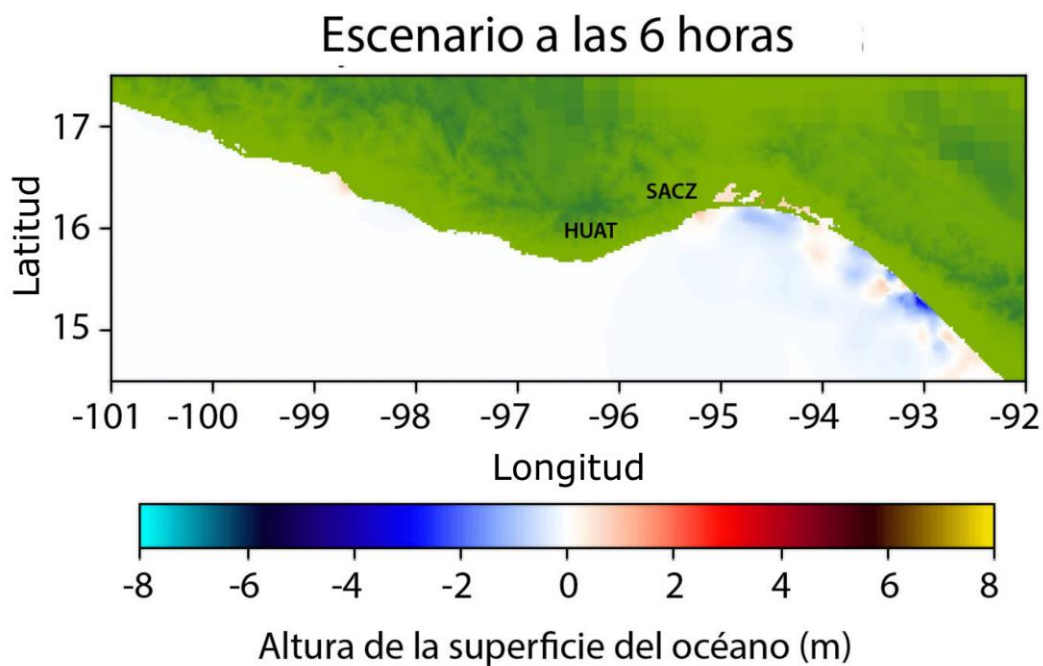 Escenario a las 6 horas
17
16
15
Latitud
SACZ
HUAT
-101 -100 -99 -98 -97 -96 -95 -94 -93 -92
Longitud
-8 -6 -4 -2 0 2 4 6 8
Altura de la superficie del océano (m)